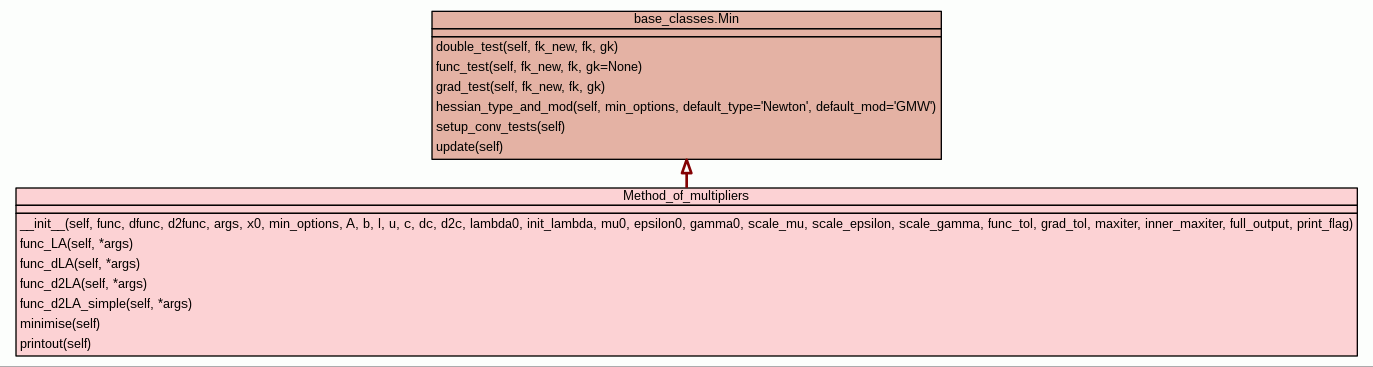 base_classes.Min
double_test(self, fk_new, fk, gk)
func_test(self, fk_new, fk, gk=None)
grad_test(self, fk_new, fk, gk)
hessian_type_and_mod(self, min_options, default_type='Newton', default_mod='GMW')
setup_conv_tests(self)
update(self)
Method_of_multipliers
__init__(self, func, dfunc, d2func, args, x0, min_options, A, b, l, u, c, dc, d2c, lambda0, init_lambda, mu0, epsilon0, gamma0, scale_mu, scale_epsilon, scale_gamma, func_tol, grad_tol, maxiter, inner_maxiter, full_output, print_flag)
func_LA(self, *args)
func_dLA(self, *args)
func_d2LA(self, *args)
func_d2LA_simple(self, *args)
minimise(self)
printout(self)